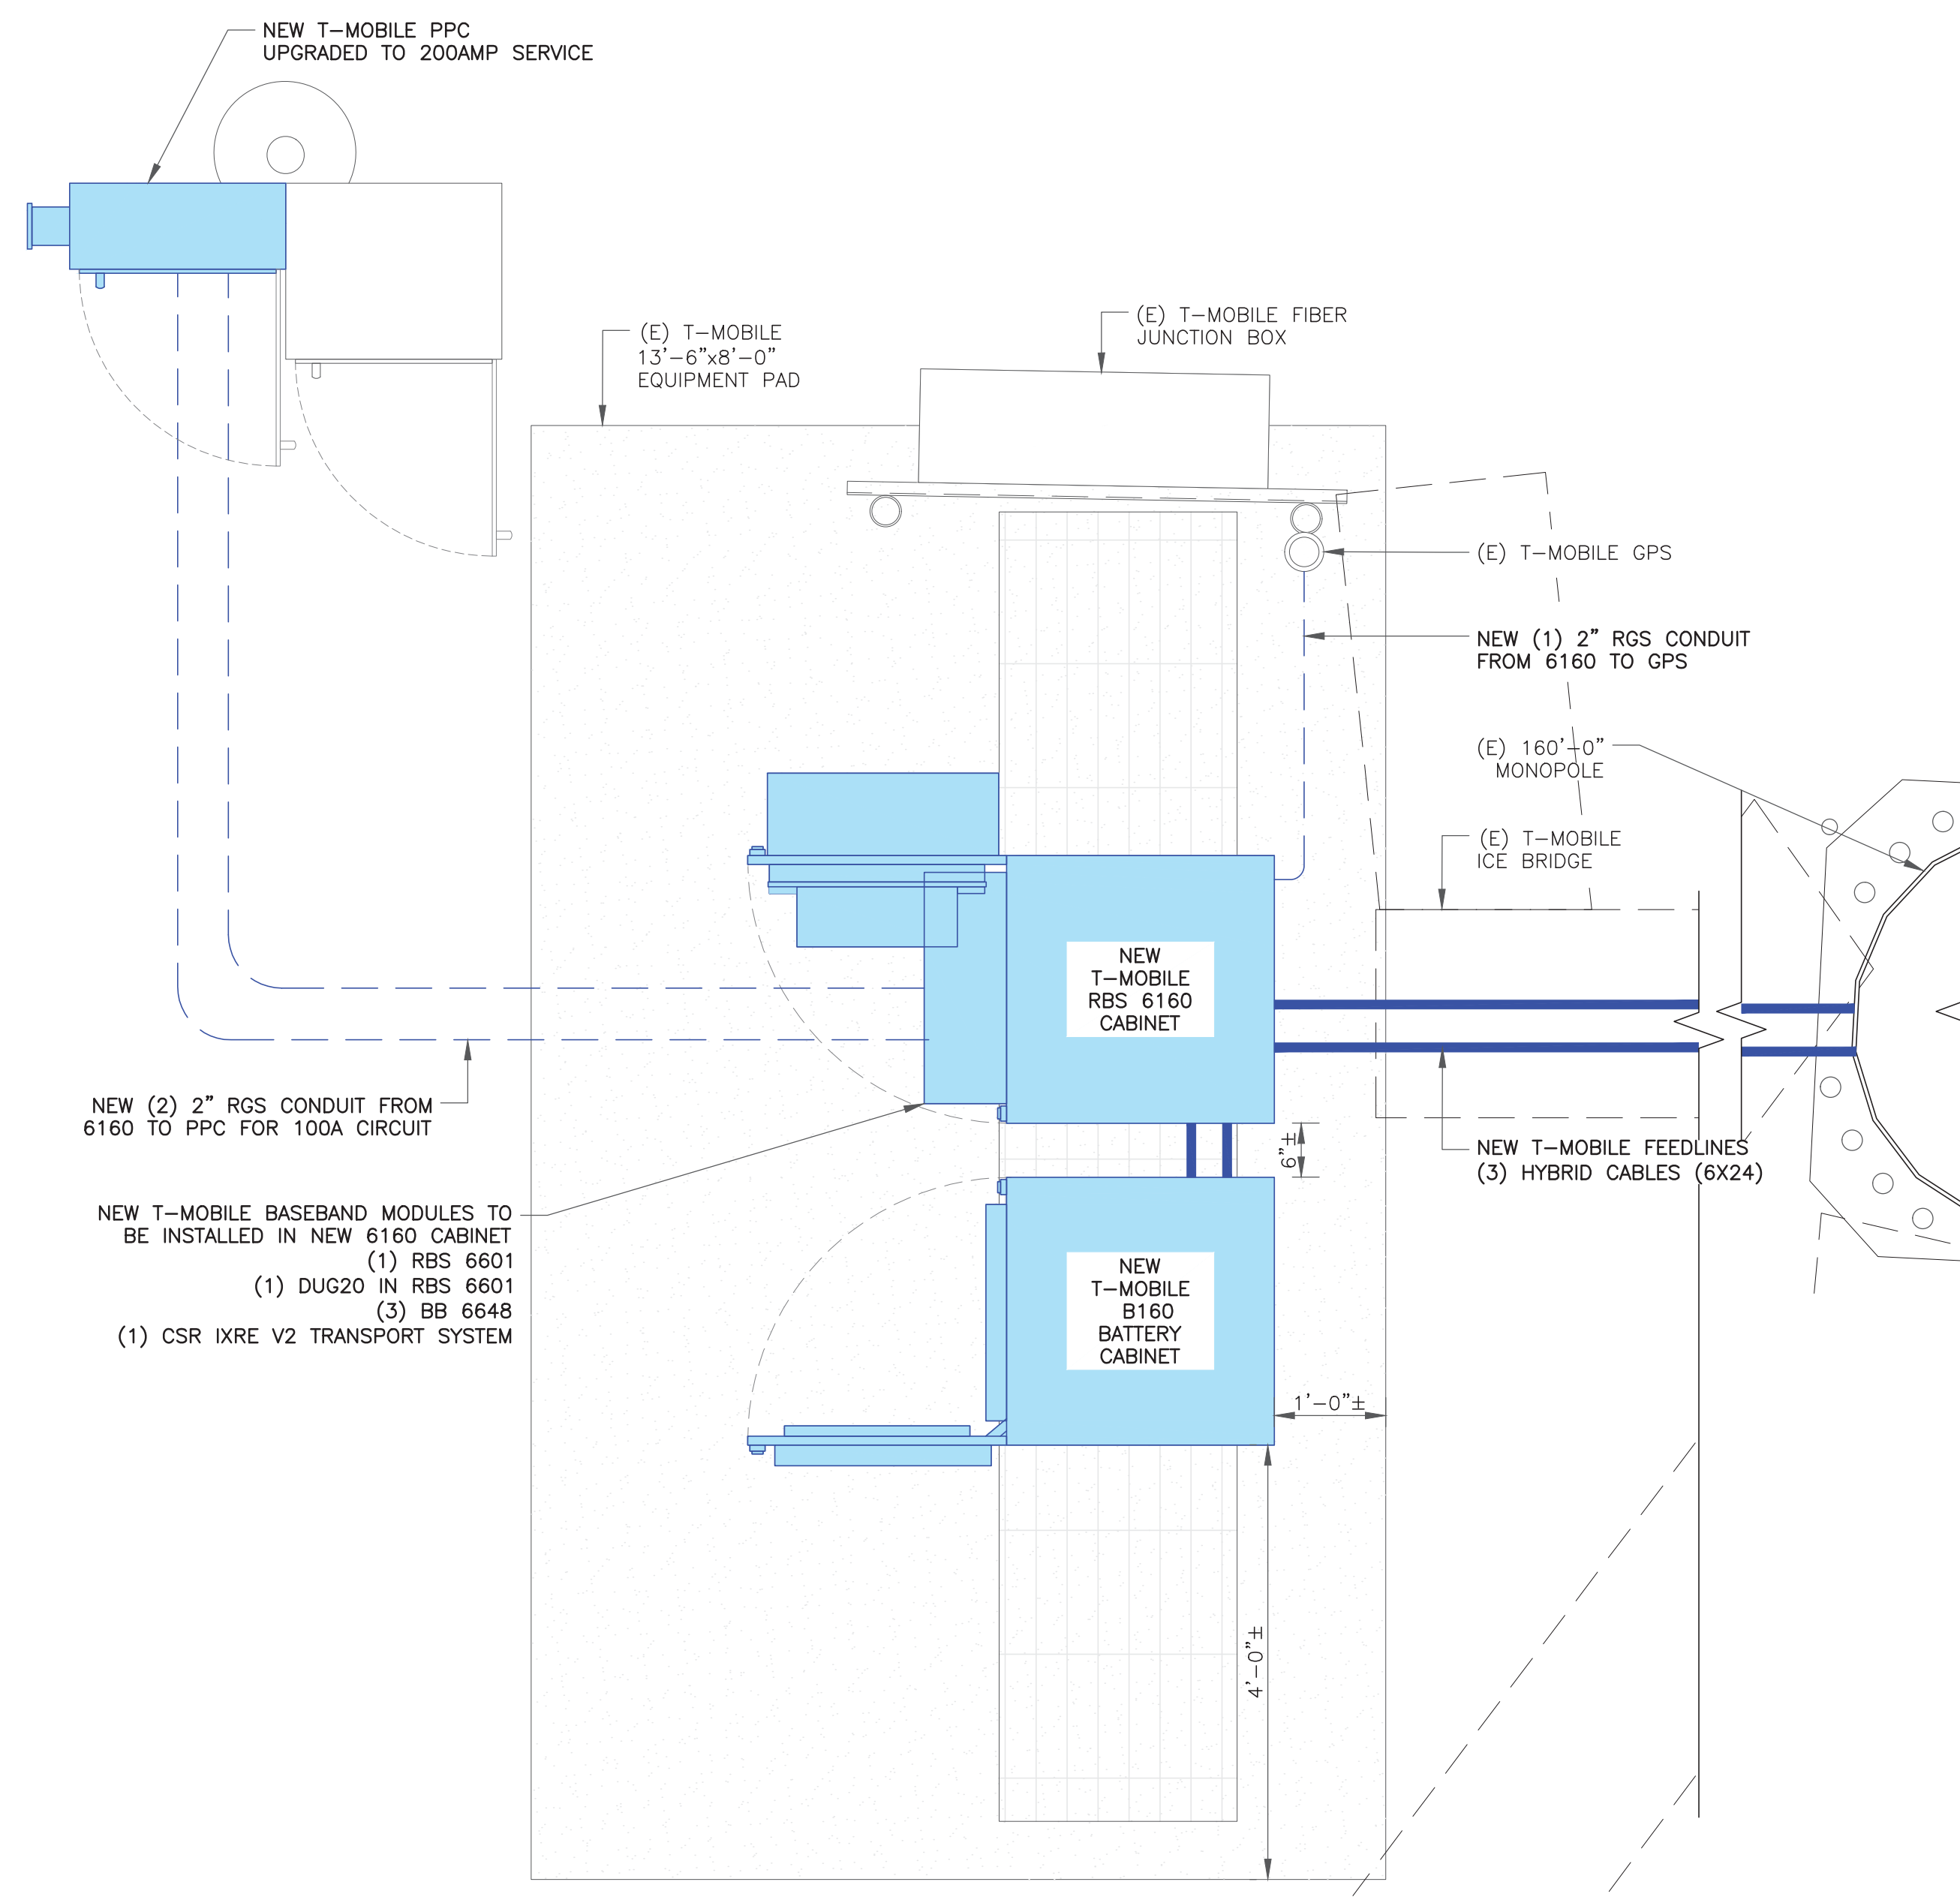 NEW T-MOBILE PPC
UPGRADED TO 200AMP SERVICE
(E) T-MOBILE
13'-6"x8'-0"
EQUIPMENT PAD
(E) T-MOBILE FIBER
JUNCTION BOX
(E) T-MOBILE GPS
NEW (1) 2" RGS CONDUIT
FROM 6160 TO GPS
(E) 160'-0"
MONOPOLE
(E) T-MOBILE
ICE BRIDGE
NEW
T-MOBILE
RBS 6160
CABINET
NEW (2) 2" RGS CONDUIT FROM
6160 TO PPC FOR 100A CIRCUIT
6"±
NEW T-MOBILE FEEDLINES
(3) HYBRID CABLES (6X24)
NEW T-MOBILE BASEBAND MODULES TO
BE INSTALLED IN NEW 6160 CABINET
(1) RBS 6601
(1) DUG20 IN RBS 6601
(3) BB 6648
(1) CSR IXRE V2 TRANSPORT SYSTEM
NEW
T-MOBILE
B160
BATTERY
CABINET
1'-0"±
4'-0"±